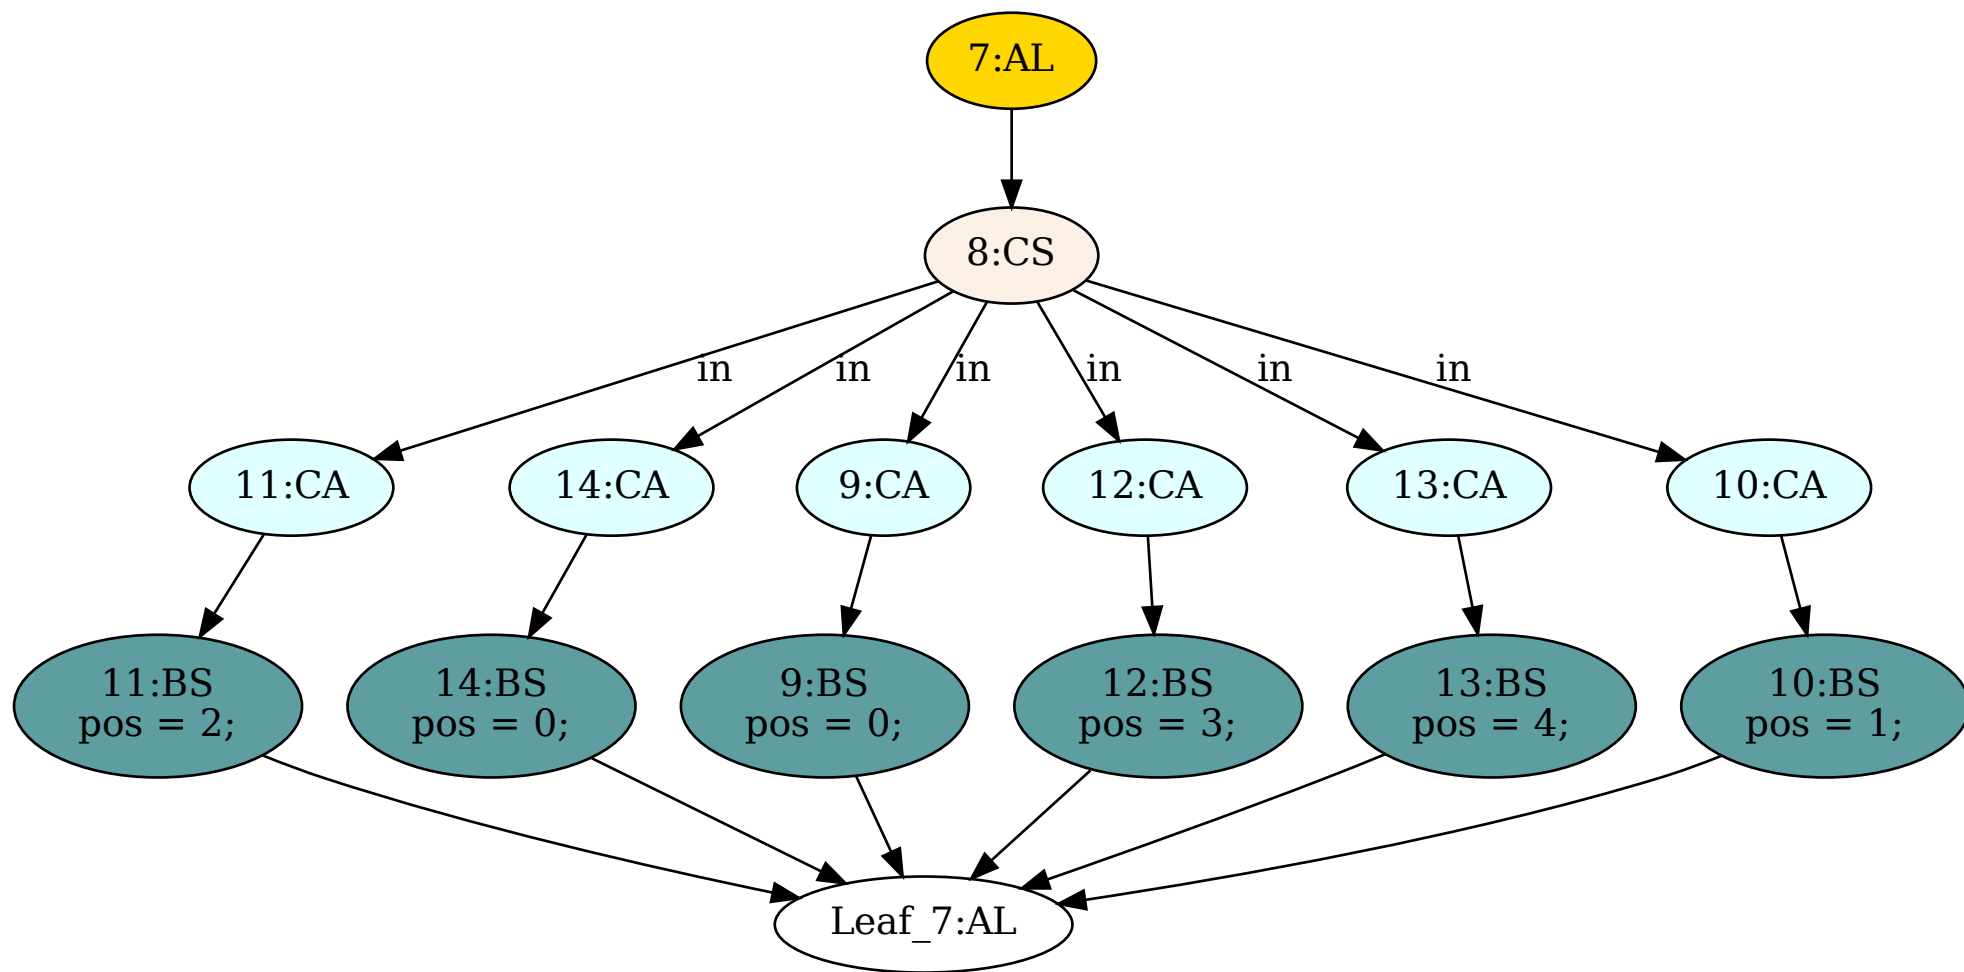 7:AL
8:CS
in in in in in in
11:CA 14:CA 9:CA 12:CA 13:CA 10:CA
11:BS 14:BS 9:BS 12:BS 13:BS 10:BS
pos = 2; pos = 0; pos = 0; pos = 3; pos = 4; pos = 1;
Leaf_7:AL